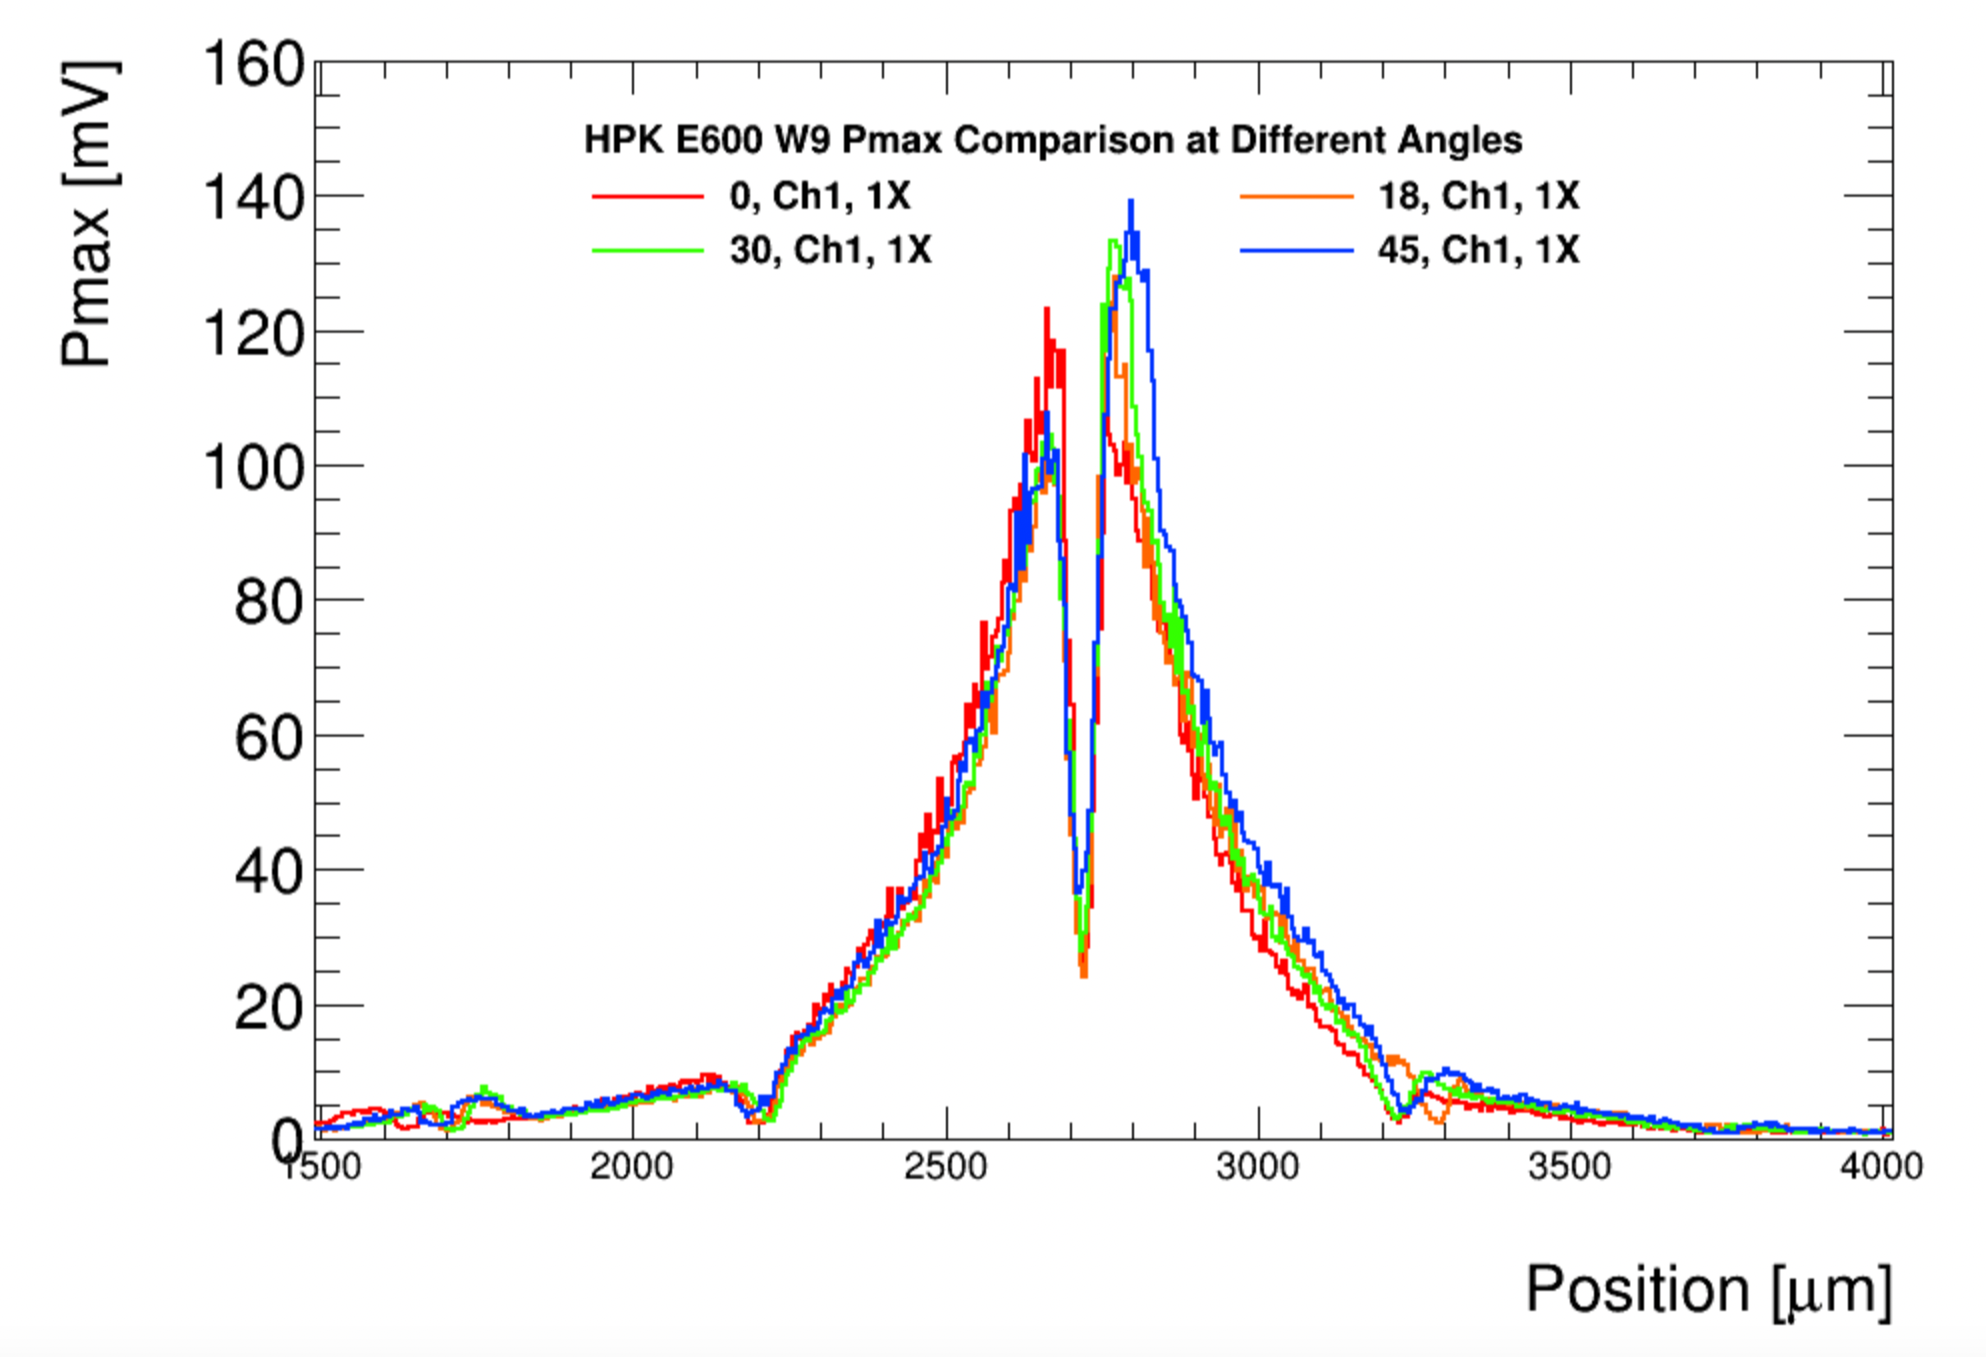 Pmax [mV]
160
140
120
100
80
60
40
20
0
HPK E600 W9 Pmax Comparison at Different Angles
0, Ch1, 1X
18, Ch1, 1X
30, Ch1, 1X
45, Ch1, 1X
1500 2000 2500 3000 3500 4000
Position [μm]